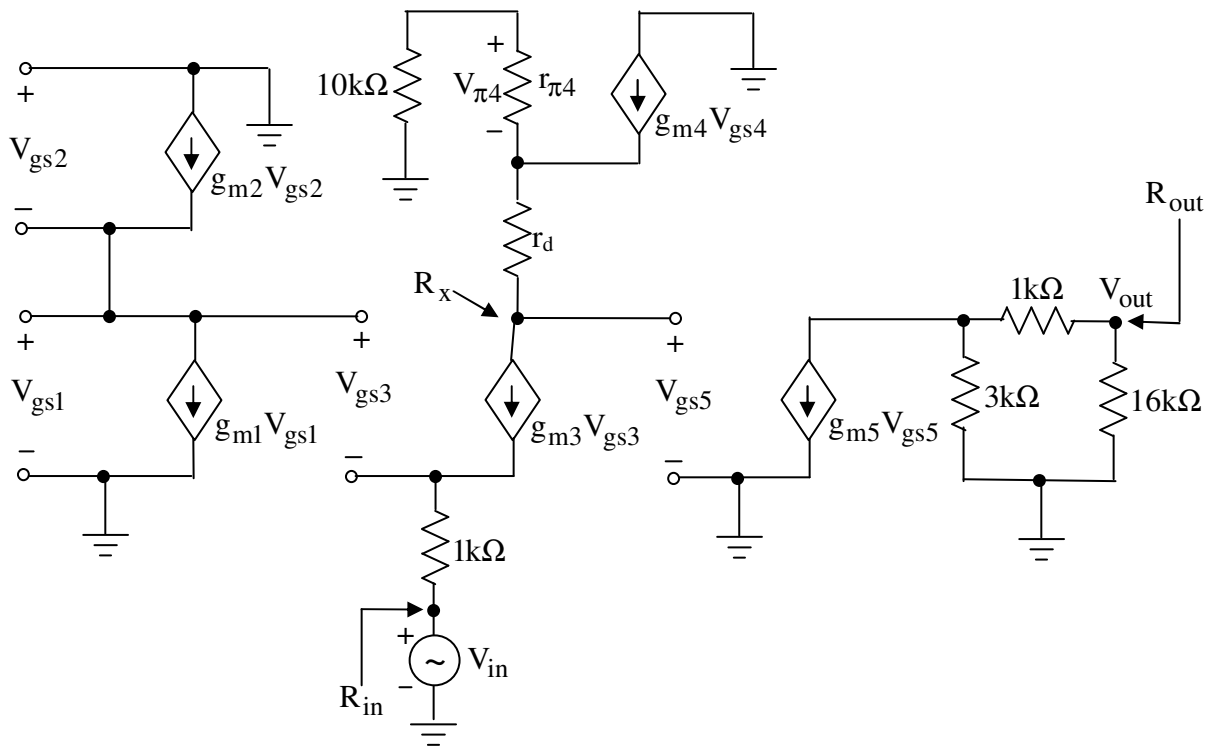 +
V_gs2
−
g_m2V_gs2
+
V_gs1
−
g_m1V_gs1
+
V_gs3
−
10kΩ
+
V_π4
−
r_π4
g_m4V_gs4
r_d
R_x
g_m3V_gs3
1kΩ
R_in
+
−
~
V_in
+
V_gs5
−
g_m5V_gs5
3kΩ
1kΩ
V_out
16kΩ
R_out